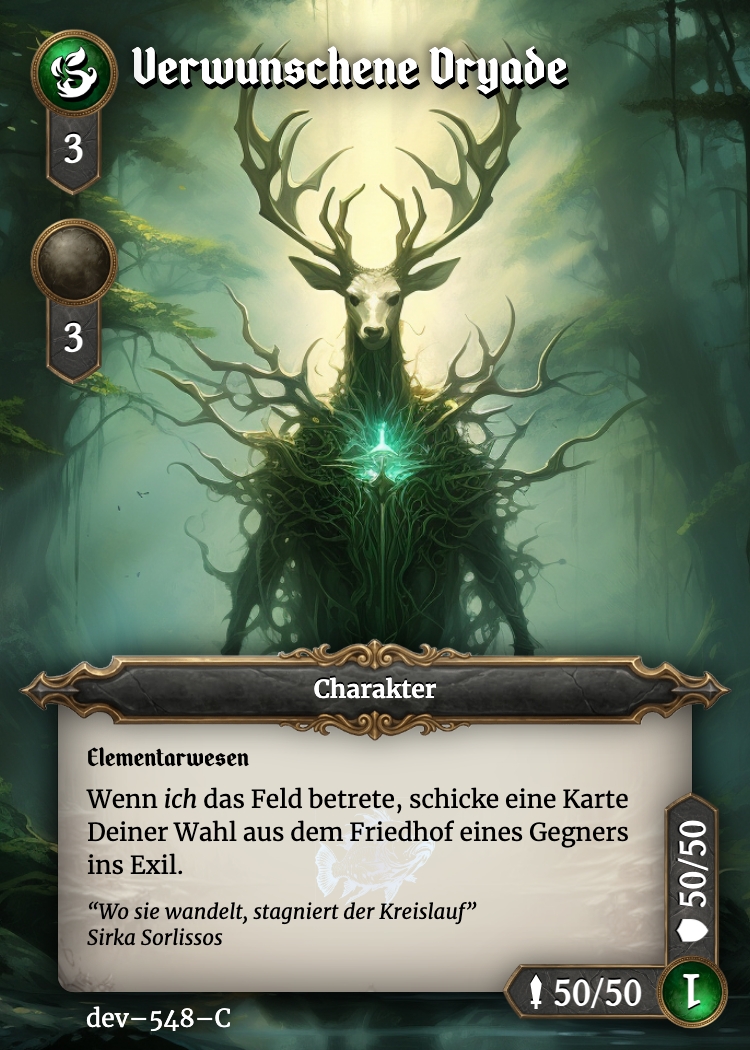 Verwunschene Dryade
3
3
Charakter
Elementarwesen
Wenn ich das Feld betrete, schicke eine Karte
Deiner Wahl aus dem Friedhof eines Gegners
ins Exil.
“Wo sie wandelt, stagniert der Kreislauf”
Sirka Sorlissos
50/50
50/50
1
dev–548–C